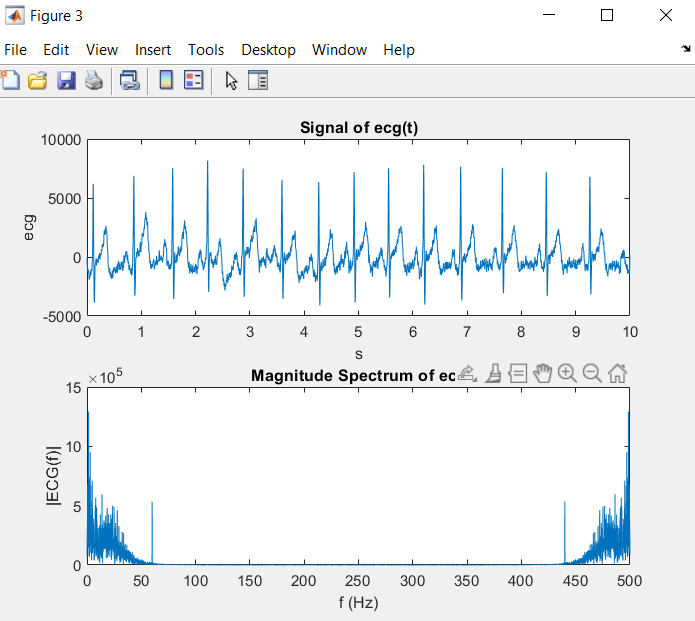 Figure 3
File Edit View Insert Tools Desktop Window Help
Signal of ecg(t)
10000
5000
0
-5000
ecg
0 1 2 3 4 5 6 7 8 9 10
s
Magnitude Spectrum of ec
×10^5
15
10
5
0
|ECG(f)|
0 50 100 150 200 250 300 350 400 450 500
f (Hz)